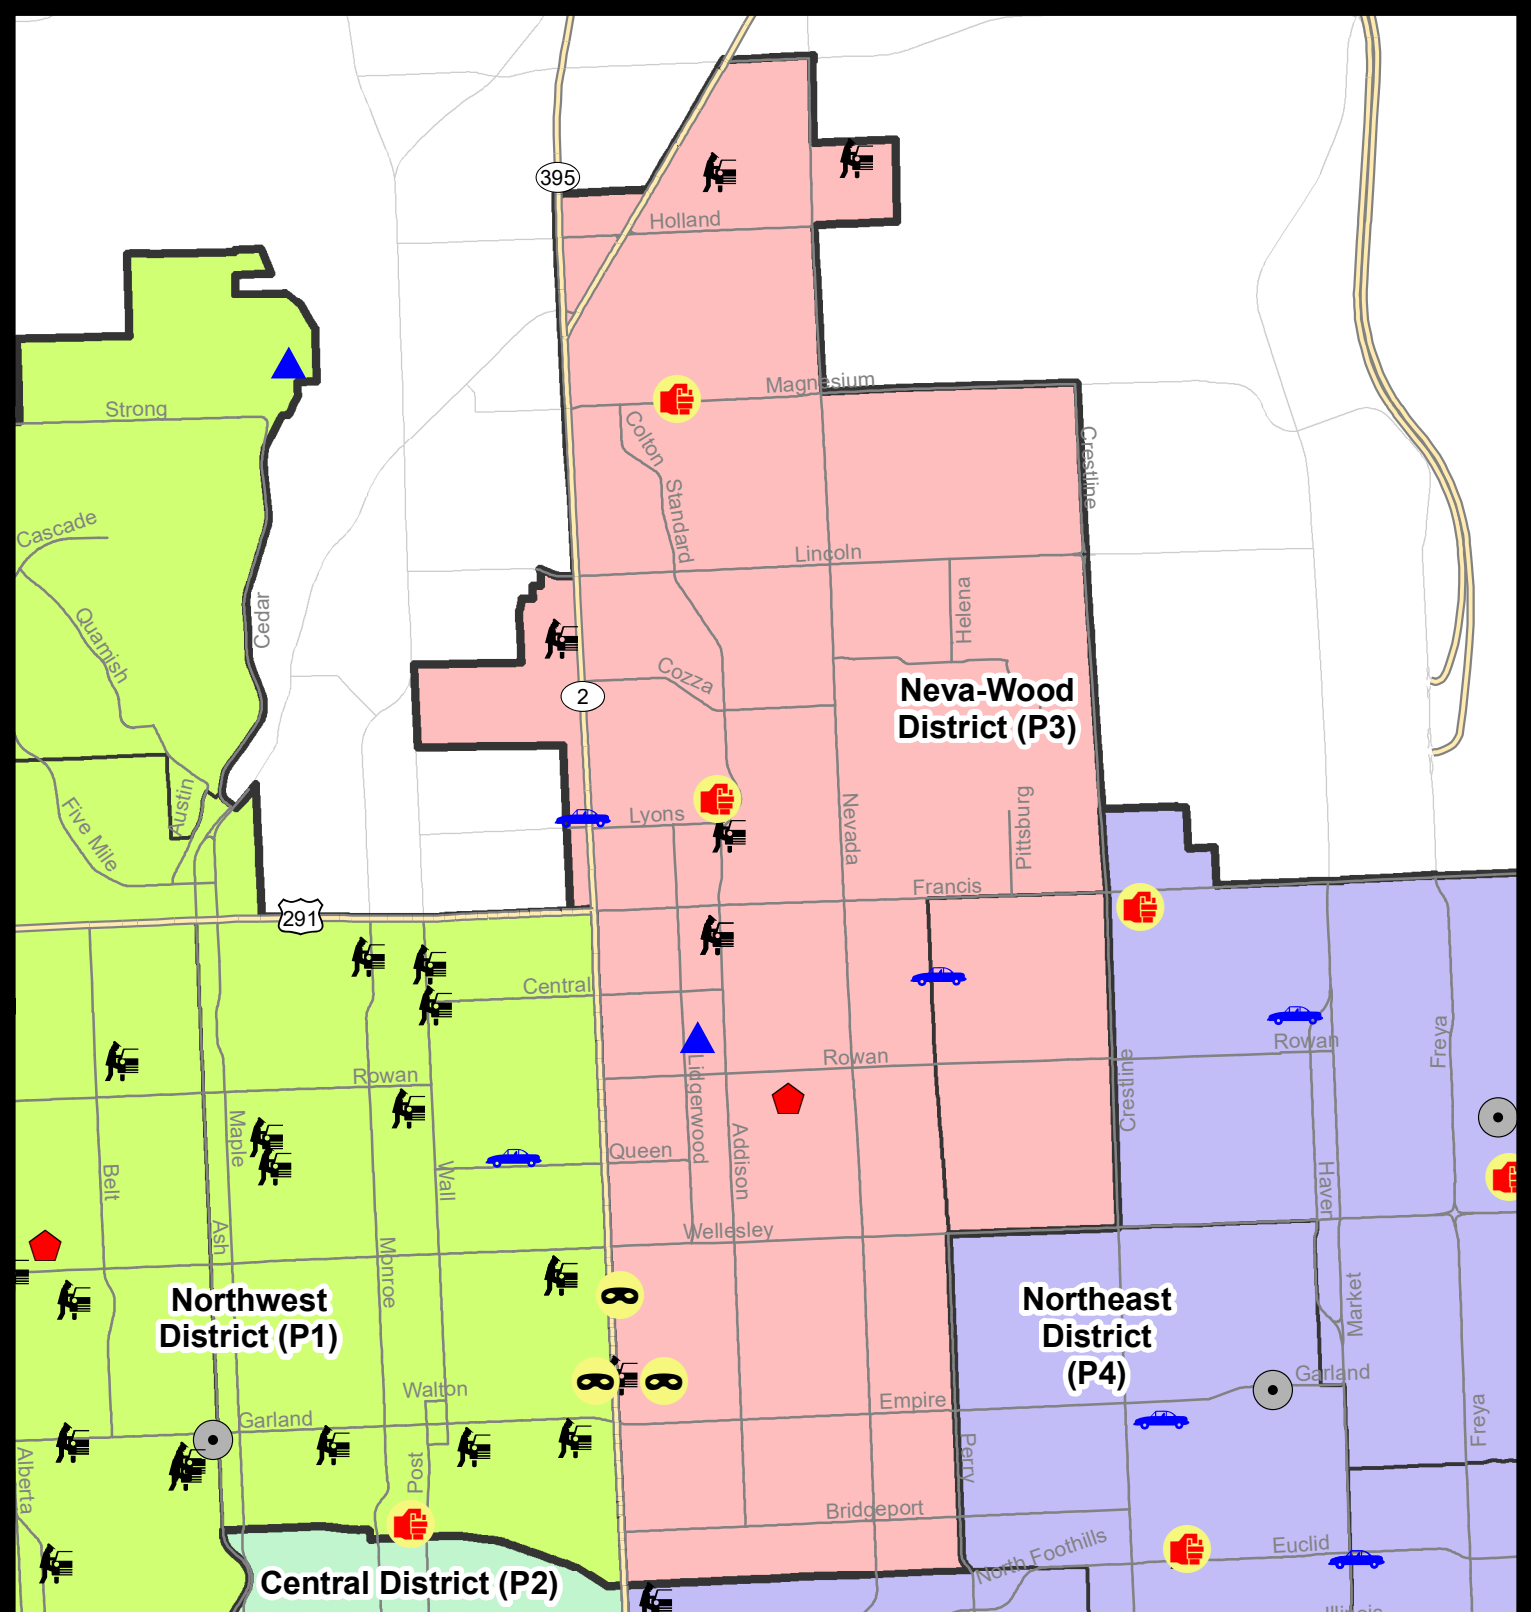 395
Holland
Magnesium
Strong
Colton
Crestline
Standard
Cascade
Lincoln
Helena
Cedar
Quamish
Cozza
Neva-Wood
District (P3)
2
Austin
Five Mile
Lyons
Nevada
Pittsburg
Francis
291
Central
Rowan
Freya
Rowan
Rowan
Lidgerwood
Crestline
Maple
Addison
Queen
Belt
Wall
Haven
Ash
Wellesley
Monroe
Northwest
District (P1)
Northeast
District
(P4)
Market
Walton
Garland
Empire
Garland
Freya
Perry
Alberta
Post
Bridgeport
North Foothills
Euclid
Central District (P2)